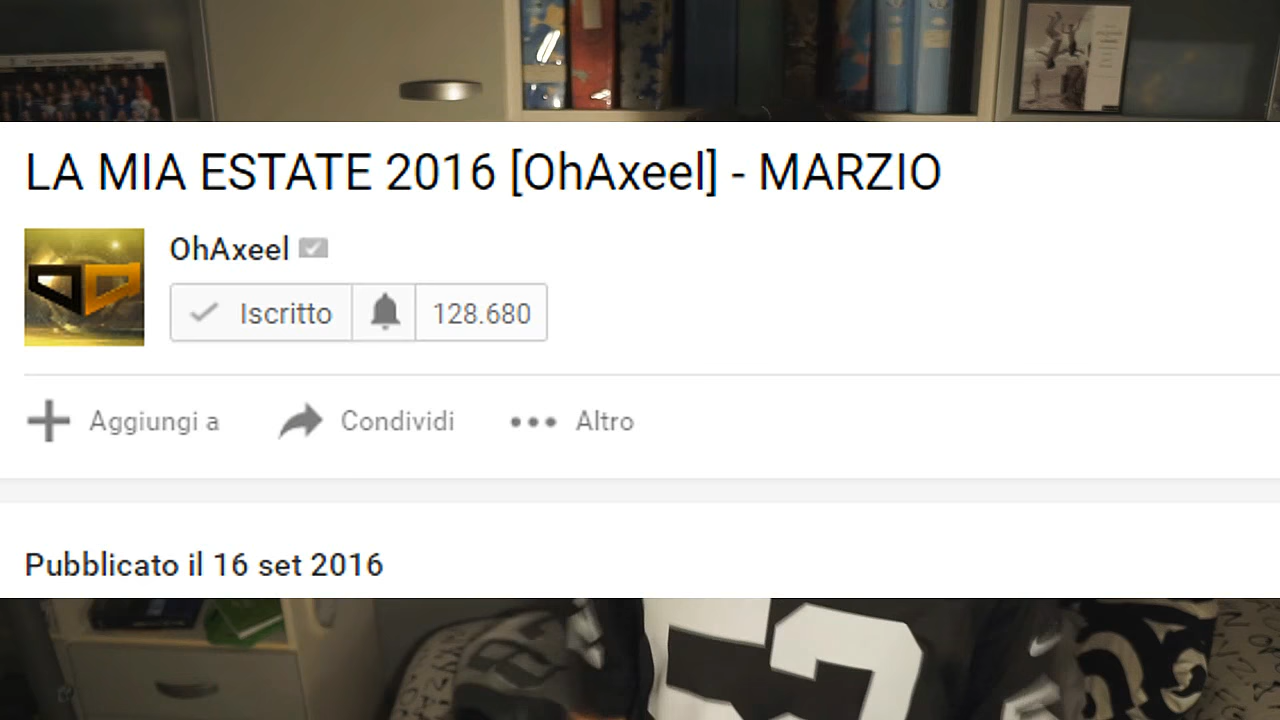 LA MIA ESTATE 2016 [OhAxeel] - MARZIO
OhAxeel
Iscritto
128.680
Aggiungi a
Condividi
Altro
Pubblicato il 16 set 2016